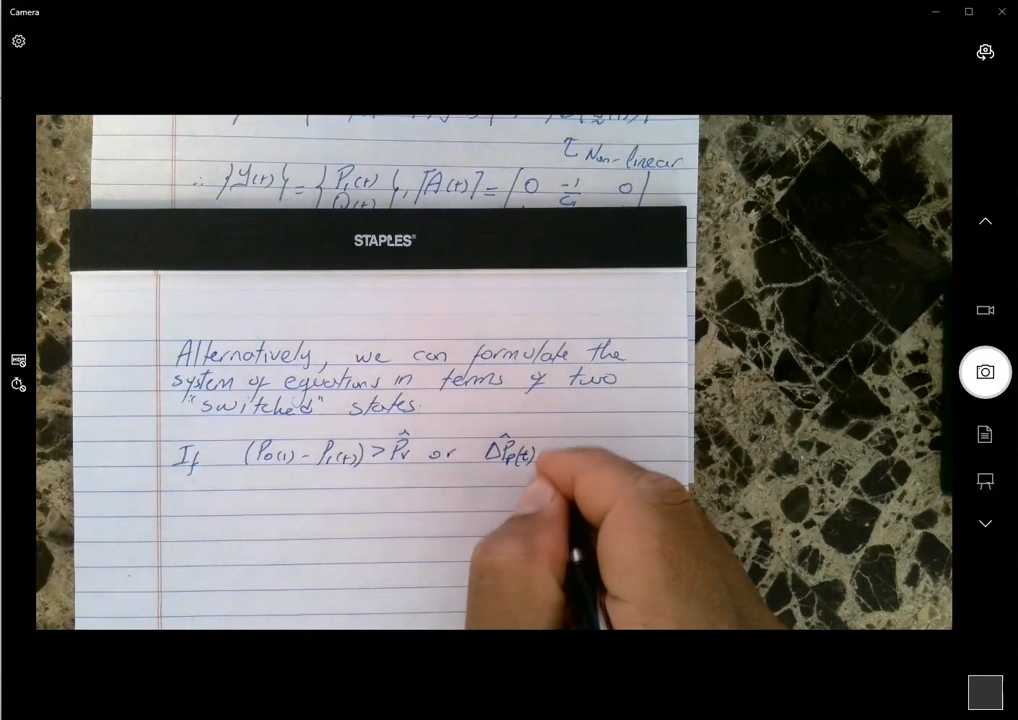 Camera
τ Non-linear
∴ {Y(t)} = {P₁(t) }, [A(t)] = [0 -1/C₁ 0]
STAPLES®
Alternatively, we can formulate the
system of equations in terms of two
"switched" states.
If (P₀(t) - P₁(t)) > P̂ᵥ or ΔP̂ₚ(t)